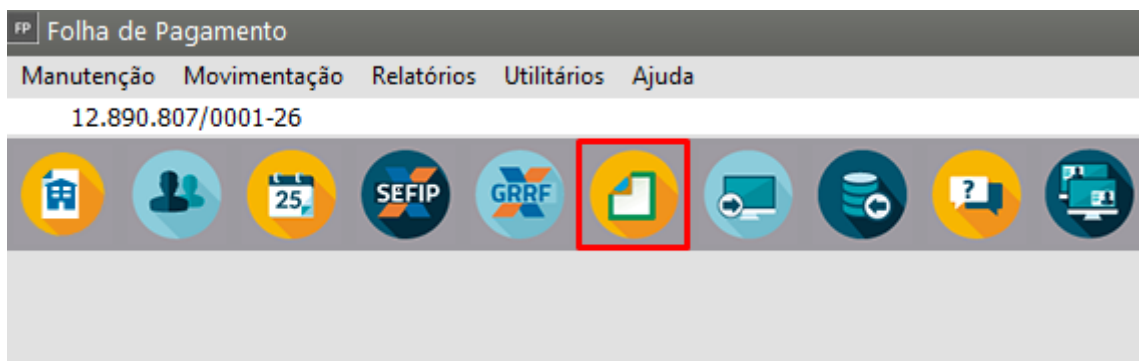 FP Folha de Pagamento
Manutenção Movimentação Relatórios Utilitários Ajuda
12.890.807/0001-26
25 SEFIP GRRF ?